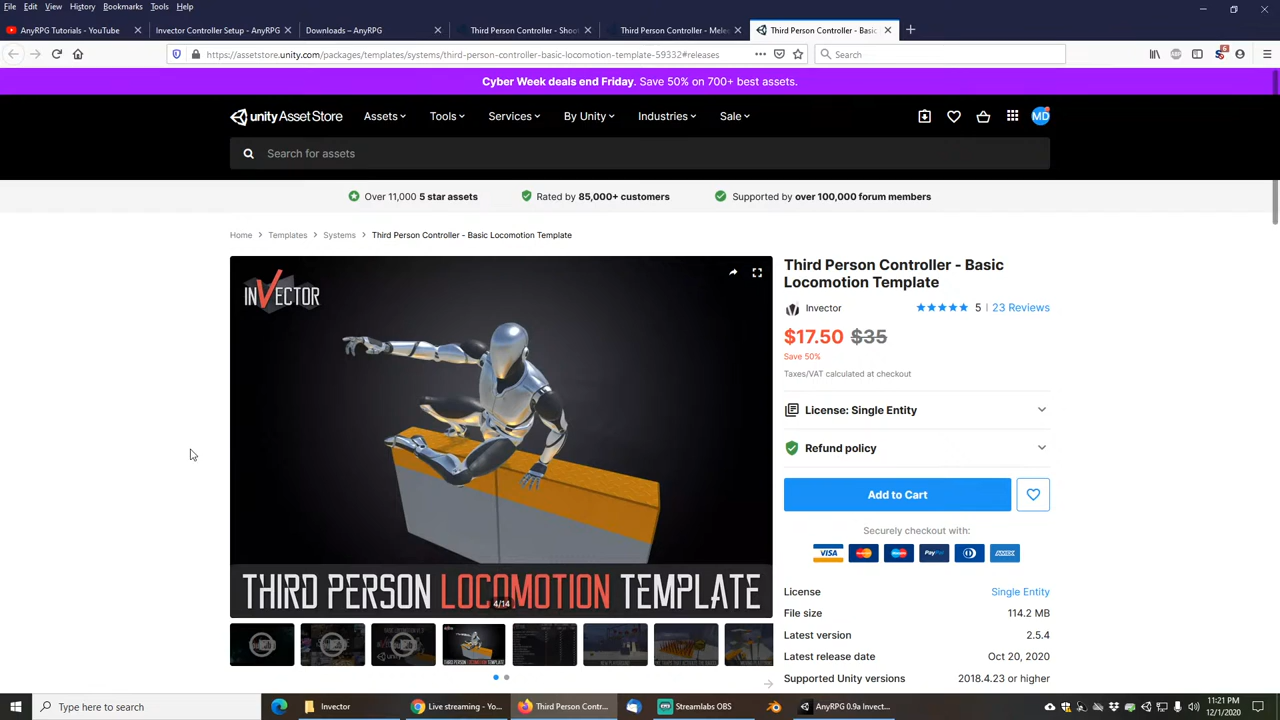 File Edit View History Bookmarks Tools Help
AnyRPG Tutorials - YouTube
Invector Controller Setup - AnyRPG
Downloads – AnyRPG
Third Person Controller - Shoo
Third Person Controller - Mele
Third Person Controller - Basic
https://assetstore.unity.com/packages/templates/systems/third-person-controller-basic-locomotion-template-59332#releases
Search
6
Cyber Week deals end Friday. Save 50% on 700+ best assets.
unity Asset Store
Assets Tools Services By Unity Industries Sale
MD
Search for assets
Over 11,000 5 star assets
Rated by 85,000+ customers
Supported by over 100,000 forum members
Home > Templates > Systems > Third Person Controller - Basic Locomotion Template
INVECTOR
THIRD PERSON LOCOMOTION TEMPLATE
4/14
Third Person Controller - Basic
Locomotion Template
Invector
5 | 23 Reviews
$17.50 $35
Save 50%
Taxes/VAT calculated at checkout
License: Single Entity
Refund policy
Add to Cart
Securely checkout with:
VISA
PayPal
AMEX
License Single Entity
File size 114.2 MB
Latest version 2.5.4
Latest release date Oct 20, 2020
Supported Unity versions 2018.4.23 or higher
Type here to search
Invector
Live streaming - Yo...
Third Person Contr...
Streamlabs OBS
AnyRPG 0.9a Invect...
11:21 PM
12/1/2020